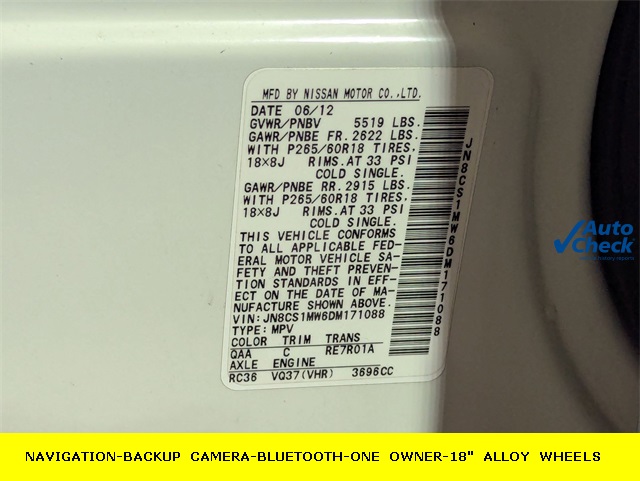 MFD BY NISSAN MOTOR CO.,LTD.
DATE 06/12
GVWR/PNBV 5519 LBS.
GAWR/PNBE FR. 2622 LBS.
WITH P265/60R18 TIRES.
18×8J RIMS.AT 33 PSI
COLD SINGLE.
GAWR/PNBE RR. 2915 LBS.
WITH P265/60R18 TIRES.
18×8J RIMS.AT 33 PSI
COLD SINGLE.
THIS VEHICLE CONFORMS
TO ALL APPLICABLE FED-
ERAL MOTOR VEHICLE SA-
FETY AND THEFT PREVEN-
TION STANDARDS IN EFF-
ECT ON THE DATE OF MA-
NUFACTURE SHOWN ABOVE.
VIN:JN8CS1MW6DM171088
TYPE:MPV
COLOR TRIM TRANS
QAA C RE7R01A
AXLE ENGINE
RC36 VQ37(VHR) 3696CC
JN8CS1MW6DM171088
Auto
Check
NAVIGATION-BACKUP CAMERA-BLUETOOTH-ONE OWNER-18" ALLOY WHEELS